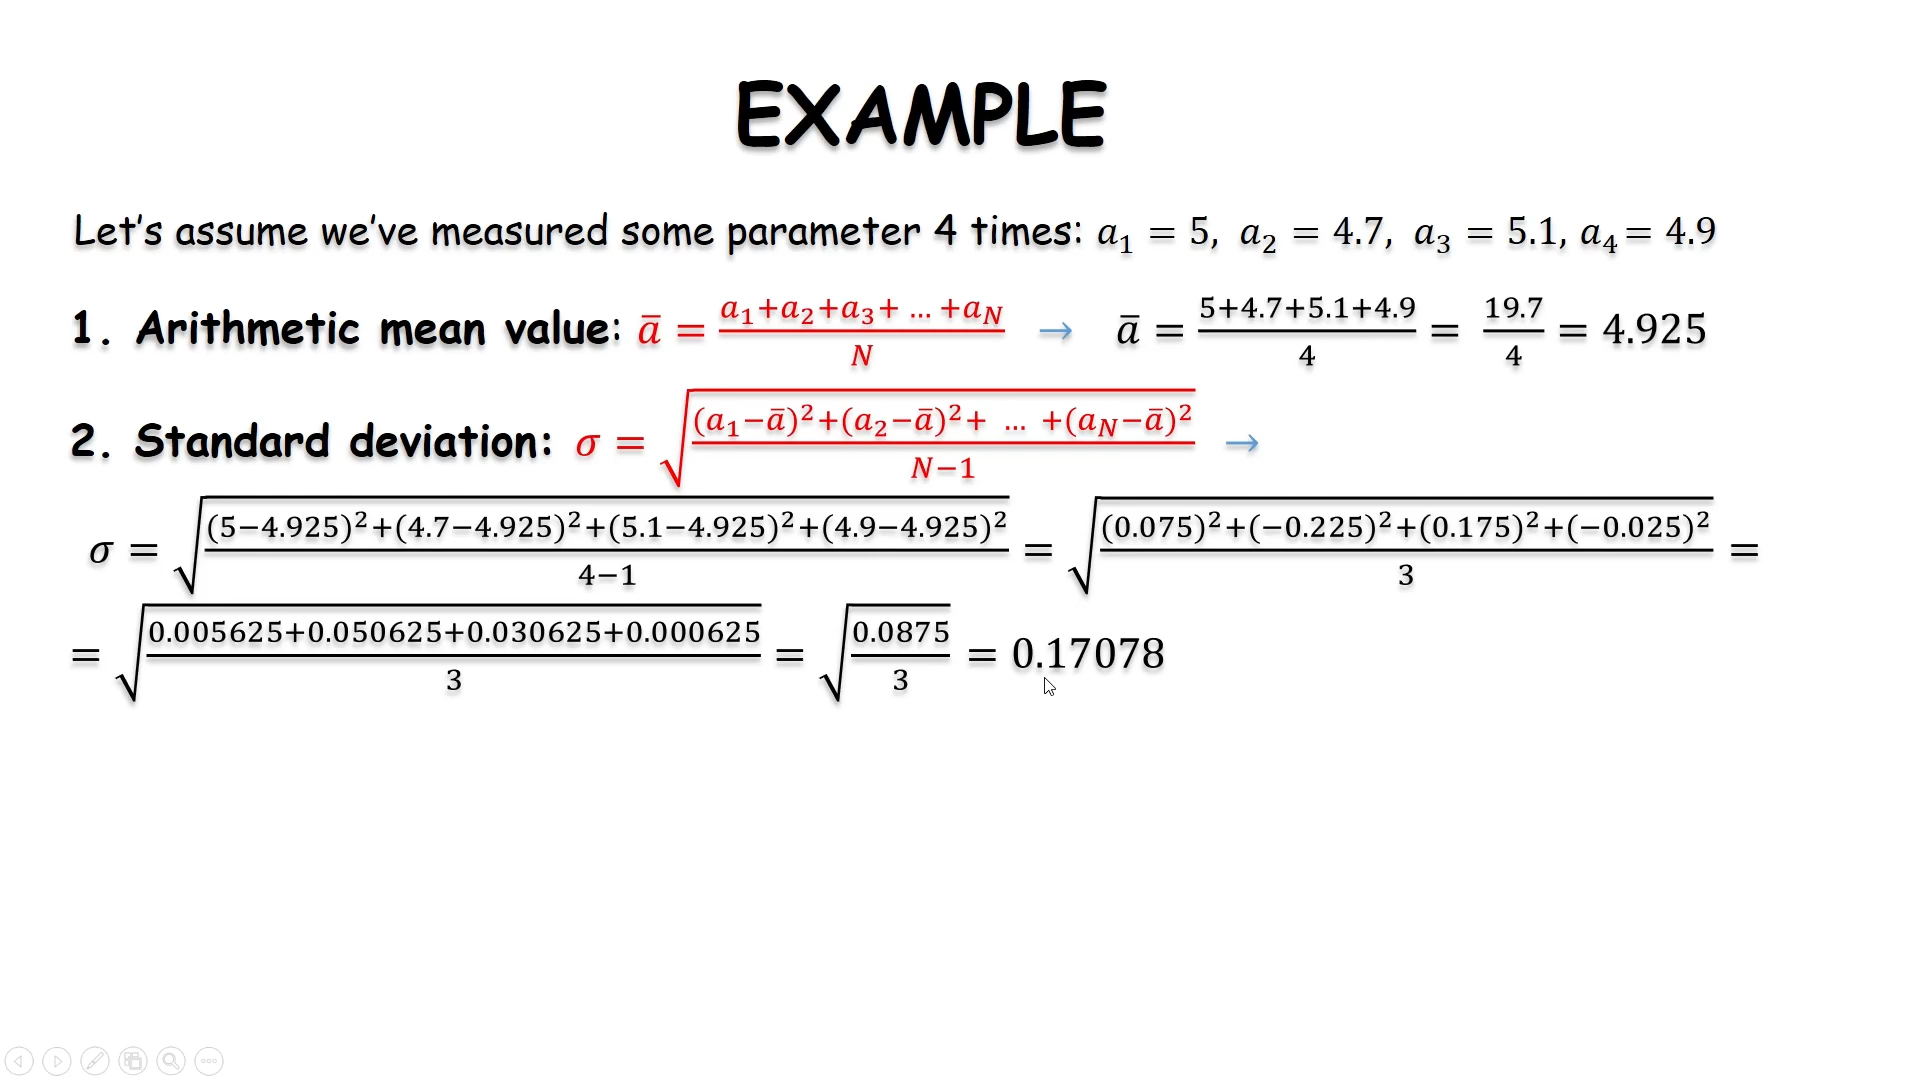 EXAMPLE
Let's assume we've measured some parameter 4 times: a₁ = 5, a₂ = 4.7, a₃ = 5.1, a₄ = 4.9
1. Arithmetic mean value: a̅ = (a₁+a₂+a₃+ … +a_N)/N → a̅ = (5+4.7+5.1+4.9)/4 = 19.7/4 = 4.925
2. Standard deviation: σ = √(((a₁−a̅)²+(a₂−a̅)²+ … +(a_N−a̅)²)/(N−1)) →
σ = √(((5−4.925)²+(4.7−4.925)²+(5.1−4.925)²+(4.9−4.925)²)/(4−1)) = √(((0.075)²+(−0.225)²+(0.175)²+(−0.025)²)/3) =
= √((0.005625+0.050625+0.030625+0.000625)/3) = √(0.0875/3) = 0.17078